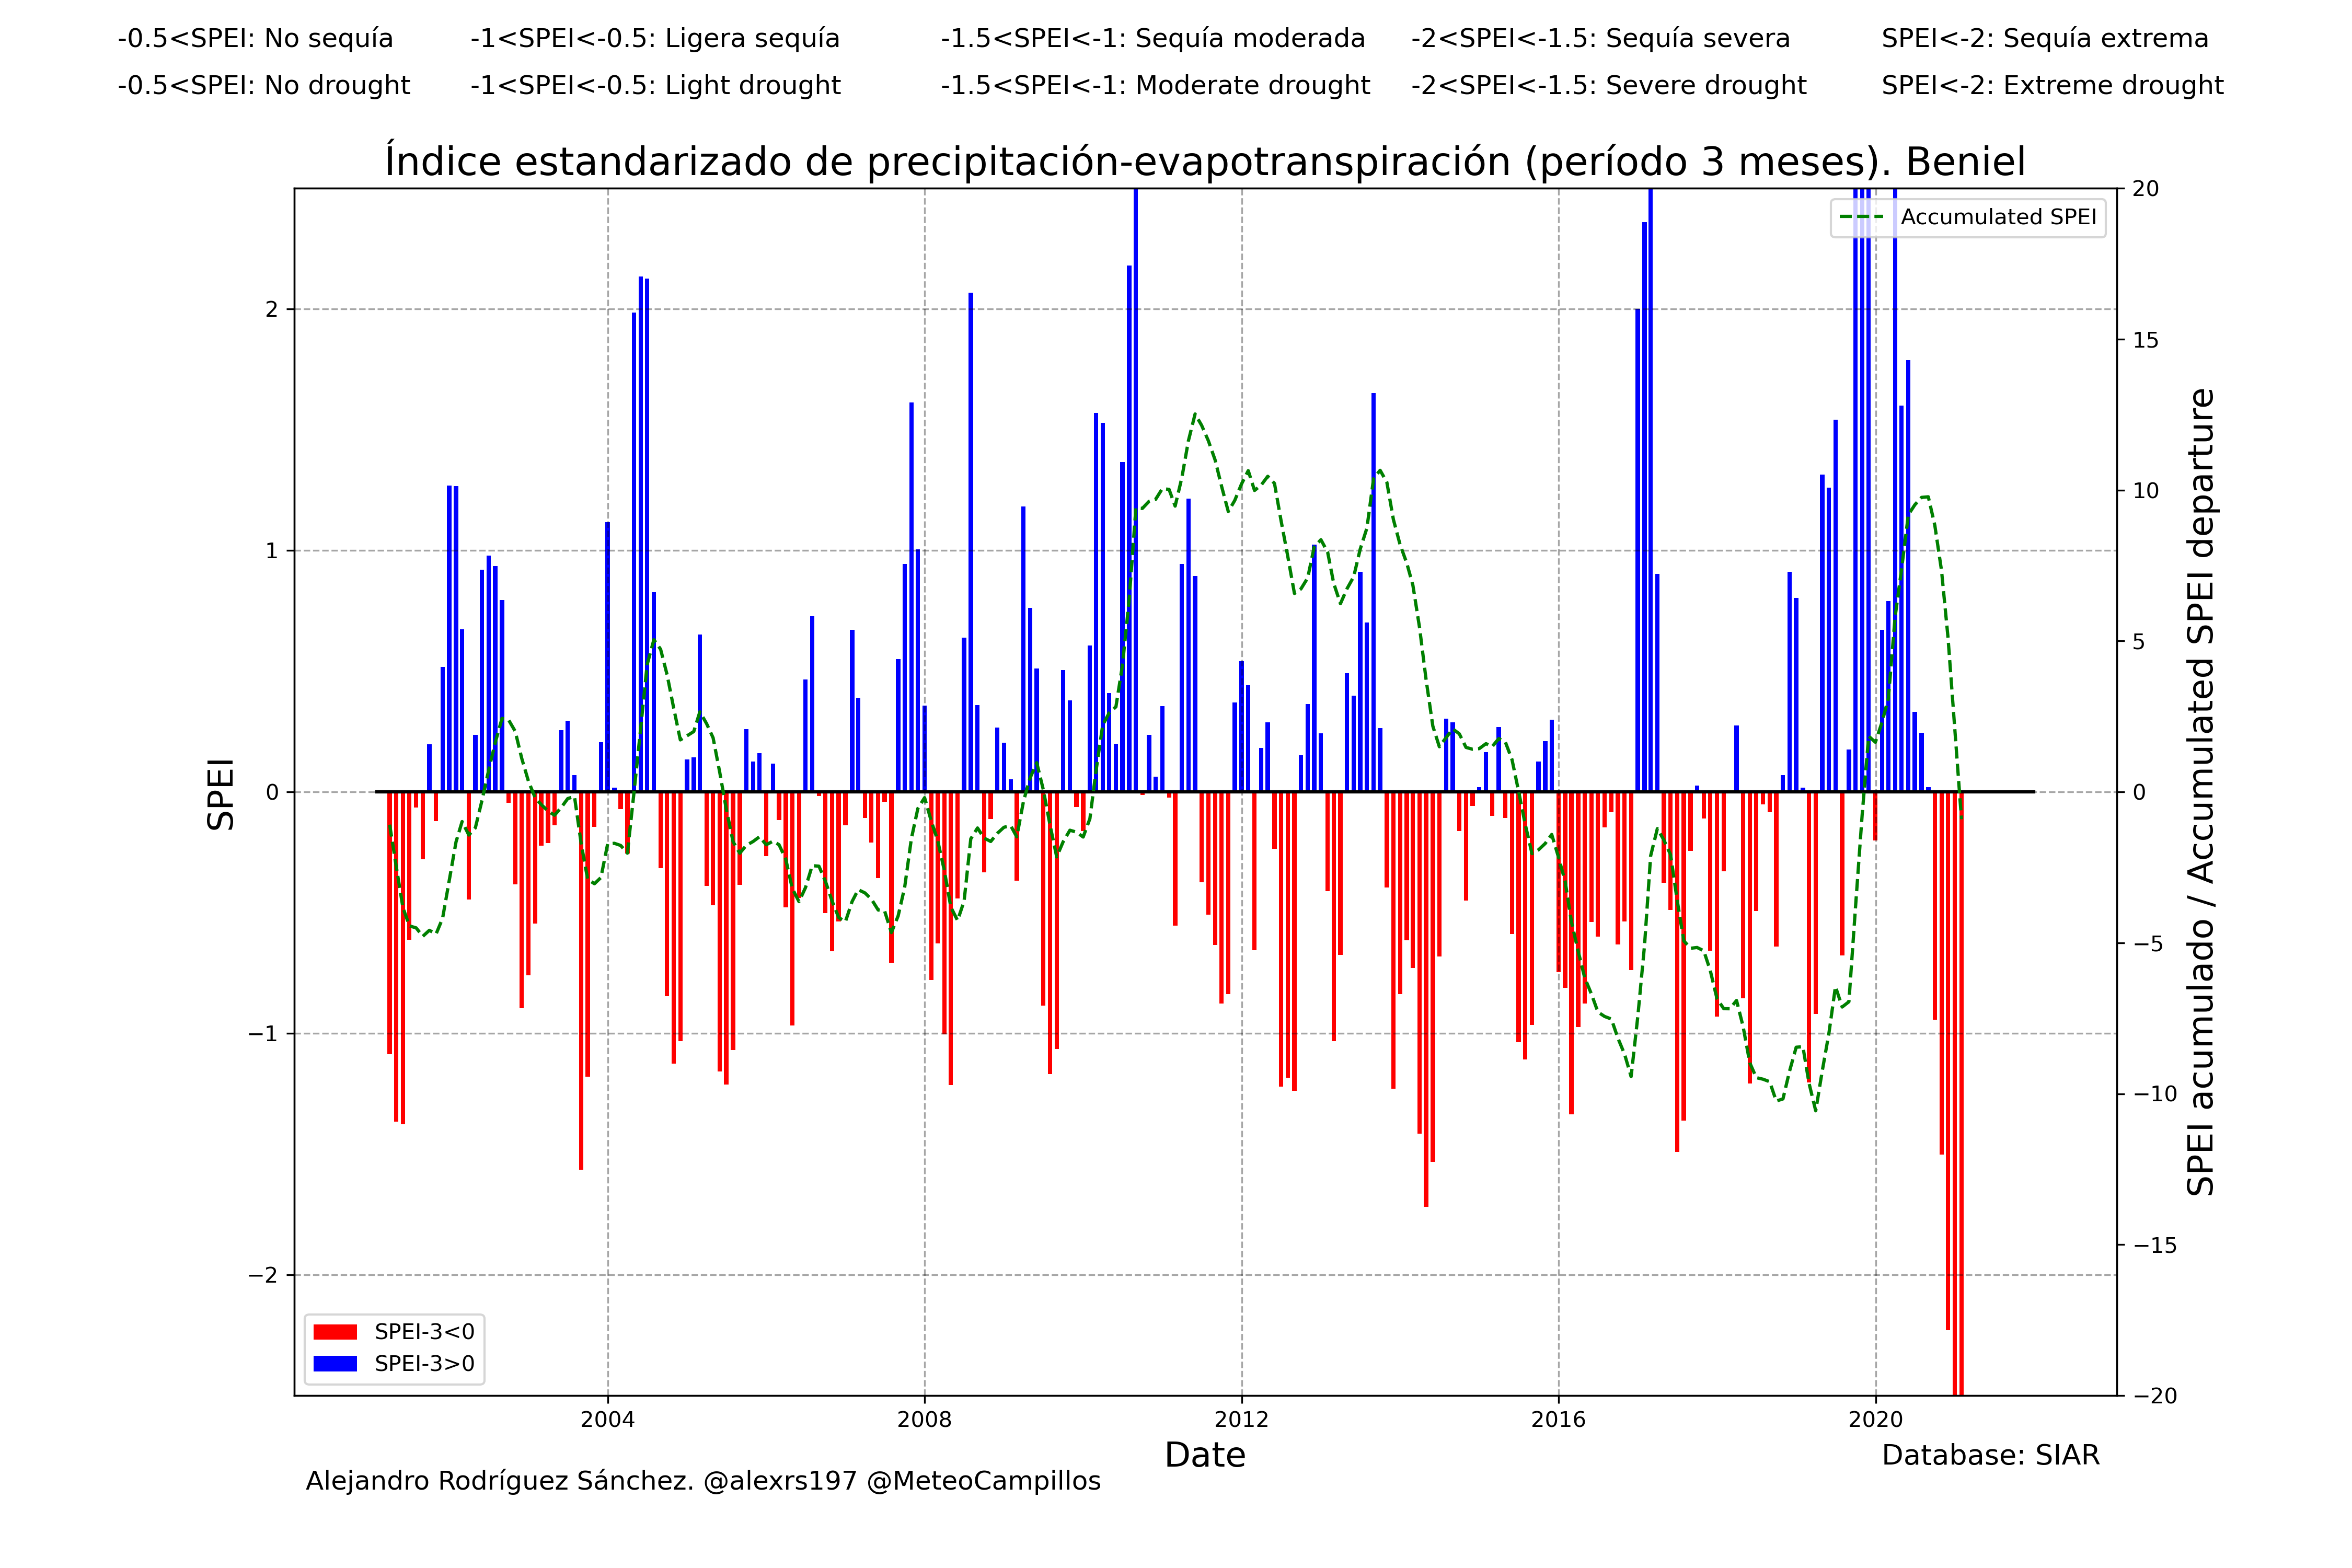 -0.5<SPEI: No sequía -1<SPEI<-0.5: Ligera sequía -1.5<SPEI<-1: Sequía moderada -2<SPEI<-1.5: Sequía severa SPEI<-2: Sequía extrema
-0.5<SPEI: No drought -1<SPEI<-0.5: Light drought -1.5<SPEI<-1: Moderate drought -2<SPEI<-1.5: Severe drought SPEI<-2: Extreme drought
Índice estandarizado de precipitación-evapotranspiración (período 3 meses). Beniel
Accumulated SPEI
SPEI
2
1
0
−1
−2
20
15
10
5
0
−5
−10
−15
−20
SPEI acumulado / Accumulated SPEI departure
SPEI-3<0
SPEI-3>0
2004 2008 2012 2016 2020
Date
Database: SIAR
Alejandro Rodríguez Sánchez. @alexrs197 @MeteoCampillos